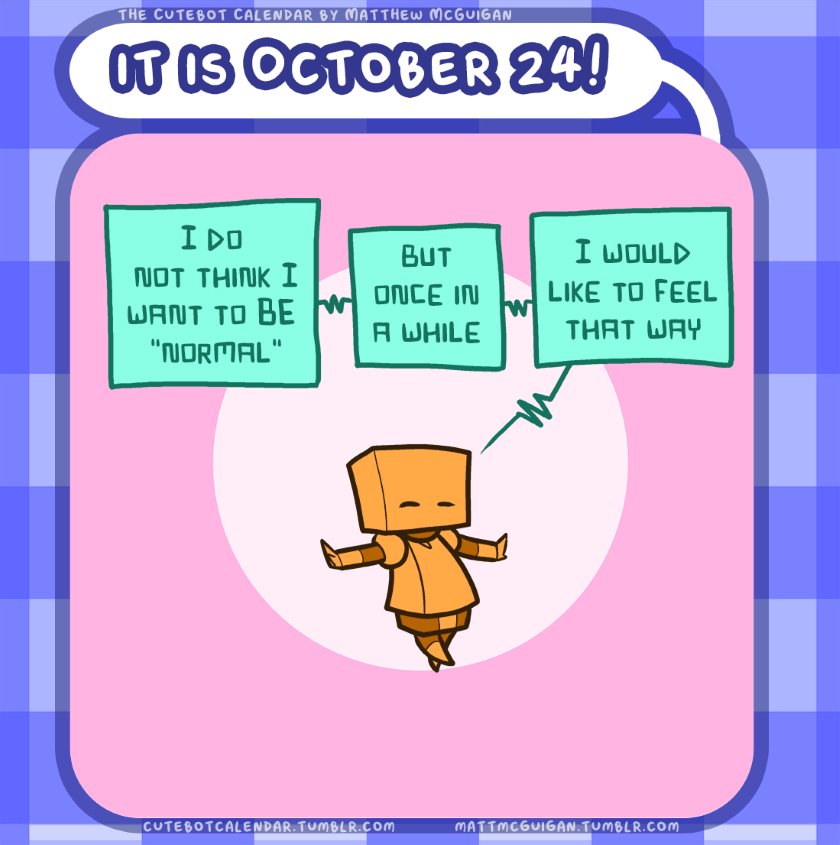 THE CUTEBOT CALENDAR BY MATTHEW MCGUIGAN
IT IS OCTOBER 24!
I DO
NOT THINK I
WANT TO BE
"NORMAL"
BUT
ONCE IN
A WHILE
I WOULD
LIKE TO FEEL
THAT WAY
CUTEBOTCALENDAR.TUMBLR.COM
MATTMCGUIGAN.TUMBLR.COM